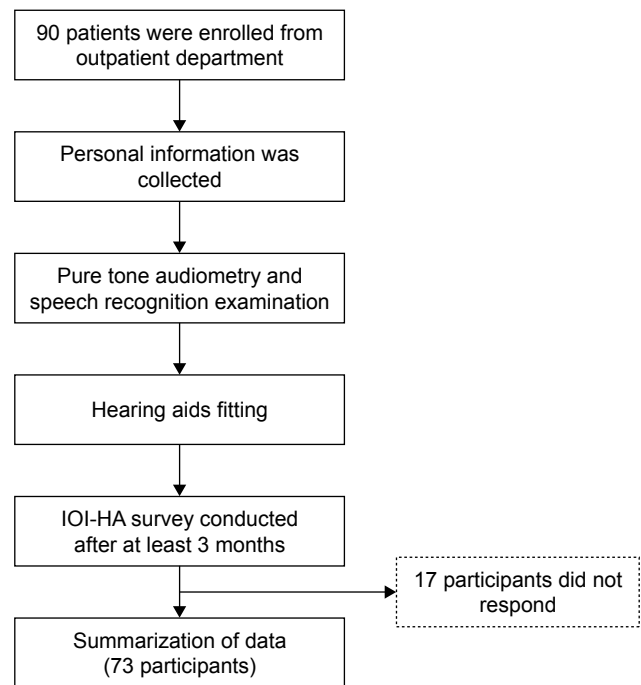 90 patients were enrolled from
outpatient department
Personal information was
collected
Pure tone audiometry and
speech recognition examination
Hearing aids fitting
IOI-HA survey conducted
after at least 3 months
17 participants did not
respond
Summarization of data
(73 participants)